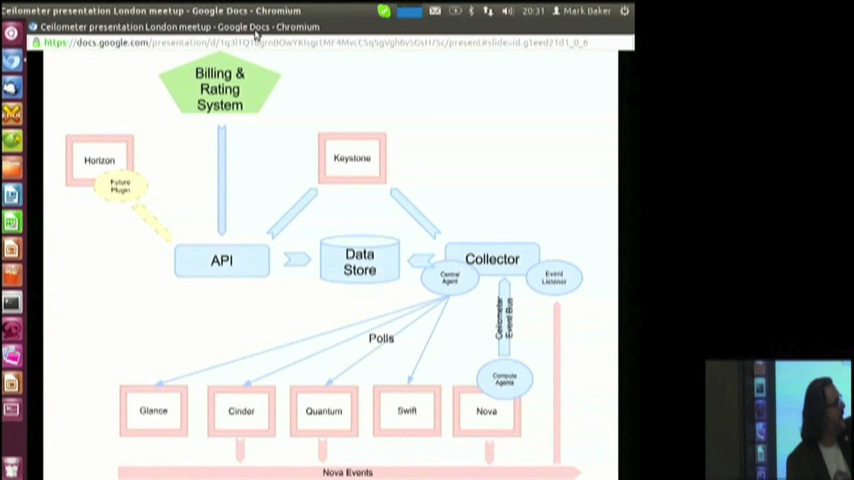 Ceilometer presentation London meetup - Google Docs - Chromium
20:31
Mark Baker
Ceilometer presentation London meetup - Google Docs - Chromium
Billing &
Rating
System
Horizon
Future
Plugin
Keystone
API
Data
Store
Collector
Central
Agent
Event
Listener
Ceilometer
Event Bus
Polls
Compute
Agents
Glance
Cinder
Quantum
Swift
Nova
Nova Events